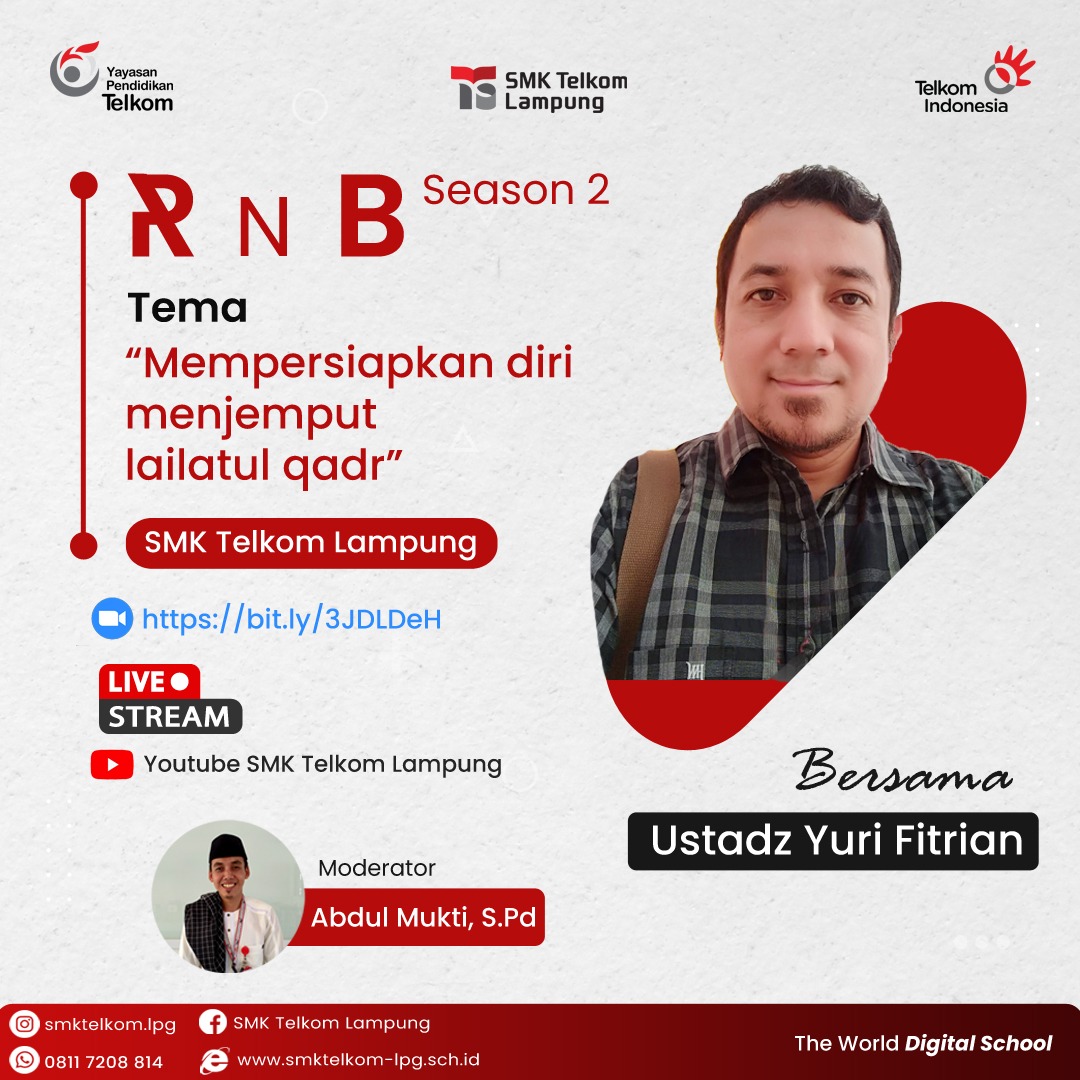 Yayasan
Pendidikan
Telkom
SMK Telkom
Lampung
Telkom
Indonesia
R N B Season 2
Tema
“Mempersiapkan diri
menjemput
lailatul qadr”
SMK Telkom Lampung
https://bit.ly/3JDLDeH
LIVE
STREAM
Youtube SMK Telkom Lampung
Bersama
Ustadz Yuri Fitrian
Moderator
Abdul Mukti, S.Pd
smktelkom.lpg
SMK Telkom Lampung
0811 7208 814
www.smktelkom-lpg.sch.id
The World Digital School